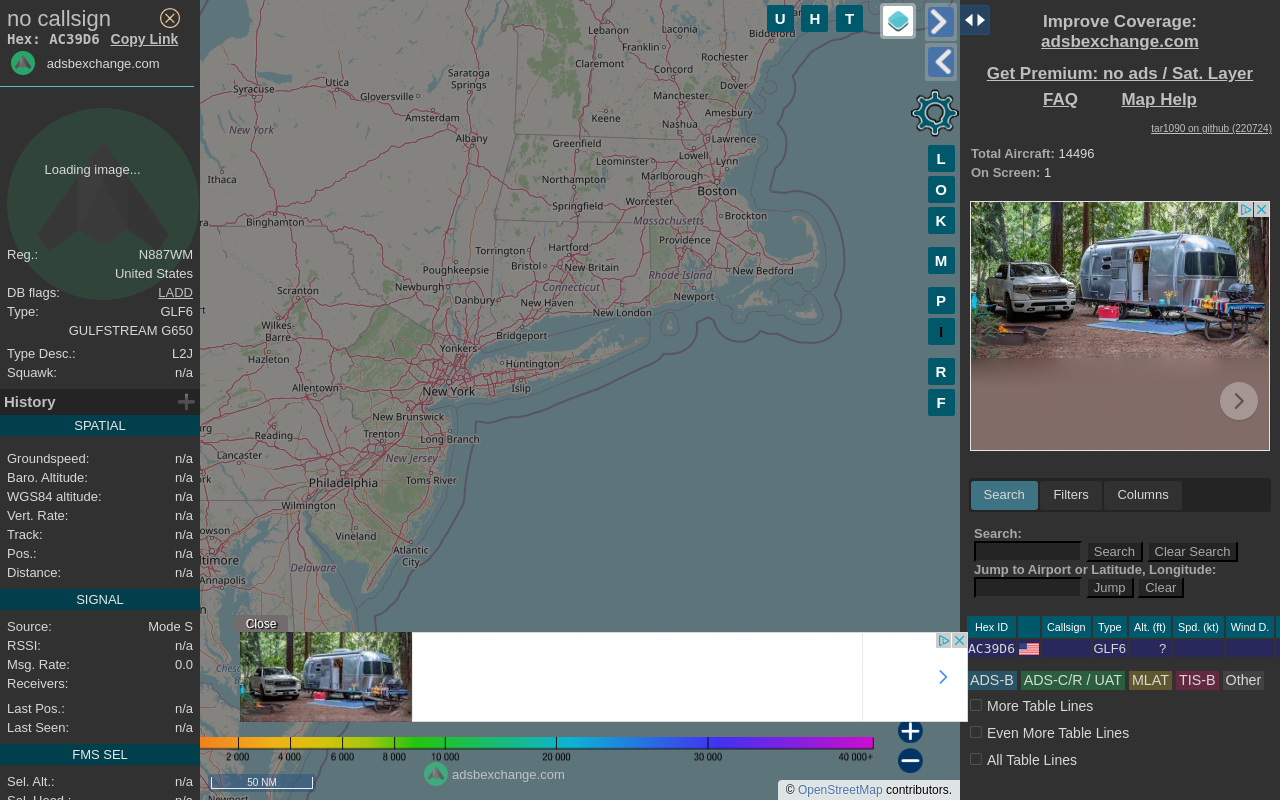 no callsign
Hex: AC39D6 Copy Link
adsbexchange.com
Loading image...
Reg.: N887WM
United States
DB flags: LADD
Type: GLF6
GULFSTREAM G650
Type Desc.: L2J
Squawk: n/a
History
SPATIAL
Groundspeed: n/a
Baro. Altitude: n/a
WGS84 altitude: n/a
Vert. Rate: n/a
Track: n/a
Pos.: n/a
Distance: n/a
SIGNAL
Source: Mode S
RSSI: n/a
Msg. Rate: 0.0
Receivers:
Last Pos.: n/a
Last Seen: n/a
FMS SEL
Sel. Alt.: n/a
Sel. Head.: n/a
U H T
L
O
K
M
P
I
R
F
Lebanon
Laconia
Biddeford
Franklin
Claremont
Rochester
Concord
Dover
Manchester
Keene
Amesbury
Nashua
Lawrence
Saratoga Springs
Utica
Syracuse
Gloversville
Amsterdam
New York
Albany
Greenfield
Leominster
Lowell
Lynn
Ithaca
Northampton
Marlborough
Boston
Worcester
Springfield
Massachusetts
Brockton
Binghamton
Providence
Torrington
Hartford
Bristol
New Britain
Poughkeepsie
Rhode Island
New Bedford
Scranton
Newburgh
Connecticut
Danbury
New Haven
Newport
New London
Wilkes-Barre
Bridgeport
Yonkers
Hazleton
Huntington
Allentown
New York
Islip
New Brunswick
Reading
Trenton
Long Branch
Lancaster
New Jersey
Philadelphia
Toms River
Wilmington
Vineland
Atlantic City
Annapolis
Delaware
Close
2 000 4 000 6 000 8 000 10 000 20 000 30 000 40 000+
adsbexchange.com
50 NM
© OpenStreetMap contributors.
Improve Coverage:
adsbexchange.com
Get Premium: no ads / Sat. Layer
FAQ Map Help
tar1090 on github (220724)
Total Aircraft: 14496
On Screen: 1
Search Filters Columns
Search:
Search Clear Search
Jump to Airport or Latitude, Longitude:
Jump Clear
Hex ID Callsign Type Alt. (ft) Spd. (kt) Wind D.
AC39D6 GLF6 ?
ADS-B ADS-C/R / UAT MLAT TIS-B Other
More Table Lines
Even More Table Lines
All Table Lines